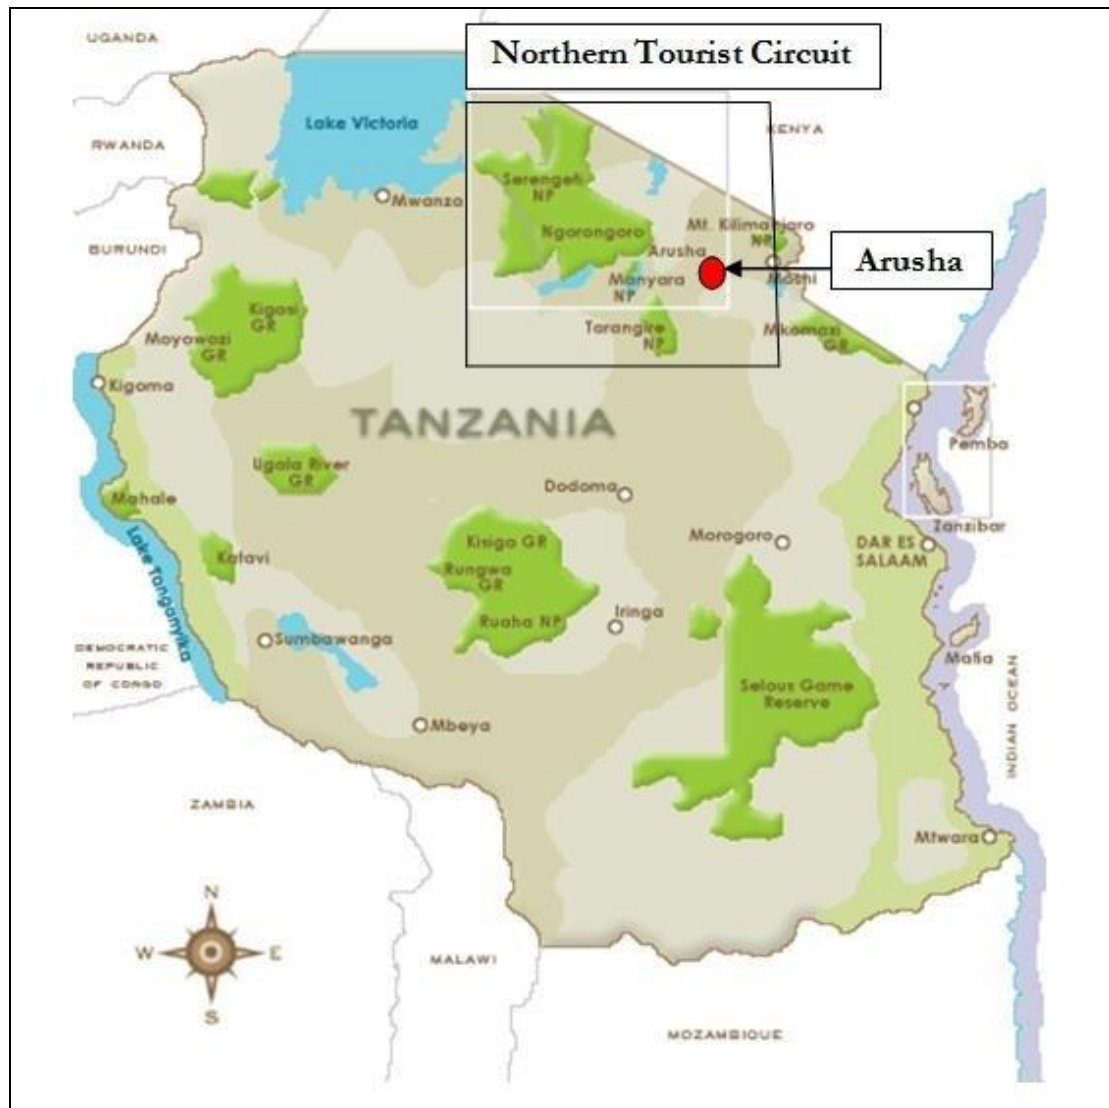 UGANDA
Northern Tourist Circuit
Lake Victoria
KENYA
RWANDA
Serengeti
NP
Mwanza
Mt. Kilimanjaro
NP
Ngorongoro
BURUNDI
Arusha
Arusha
Manyara
NP
Moshi
Kigosi
GR
Moyowozi
GR
Tarangire
NP
Mkomazi
GR
Kigoma
TANZANIA
Pemba
Ugala River
GR
Dodoma
Mahale
Zanzibar
Morogoro
DAR ES
SALAAM
Kisigo GR
Katavi
Rungwa
GR
Lake Tanganyika
Ruaha NP
Iringa
Sumbawanga
DEMOCRATIC
REPUBLIC
OF CONGO
Mafia
Selous Game
Reserve
INDIAN OCEAN
Mbeya
ZAMBIA
Mtwara
N
W
E
S
MALAWI
MOZAMBIQUE